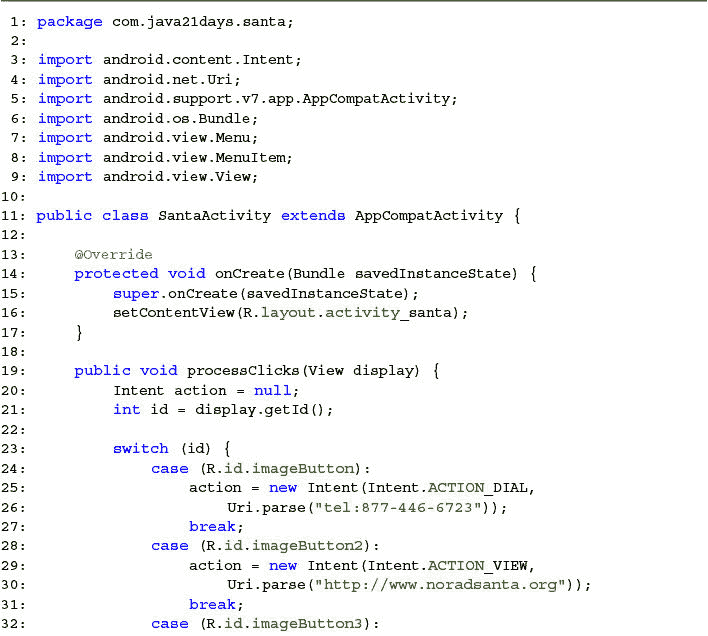 1: package com.java21days.santa;
2:
3: import android.content.Intent;
4: import android.net.Uri;
5: import android.support.v7.app.AppCompatActivity;
6: import android.os.Bundle;
7: import android.view.Menu;
8: import android.view.MenuItem;
9: import android.view.View;
10:
11: public class SantaActivity extends AppCompatActivity {
12:
13:     @Override
14:     protected void onCreate(Bundle savedInstanceState) {
15:         super.onCreate(savedInstanceState);
16:         setContentView(R.layout.activity_santa);
17:     }
18:
19:     public void processClicks(View display) {
20:         Intent action = null;
21:         int id = display.getId();
22:
23:         switch (id) {
24:             case (R.id.imageButton):
25:                 action = new Intent(Intent.ACTION_DIAL,
26:                     Uri.parse("tel:877-446-6723"));
27:                 break;
28:             case (R.id.imageButton2):
29:                 action = new Intent(Intent.ACTION_VIEW,
30:                     Uri.parse("http://www.noradsanta.org"));
31:                 break;
32:             case (R.id.imageButton3):